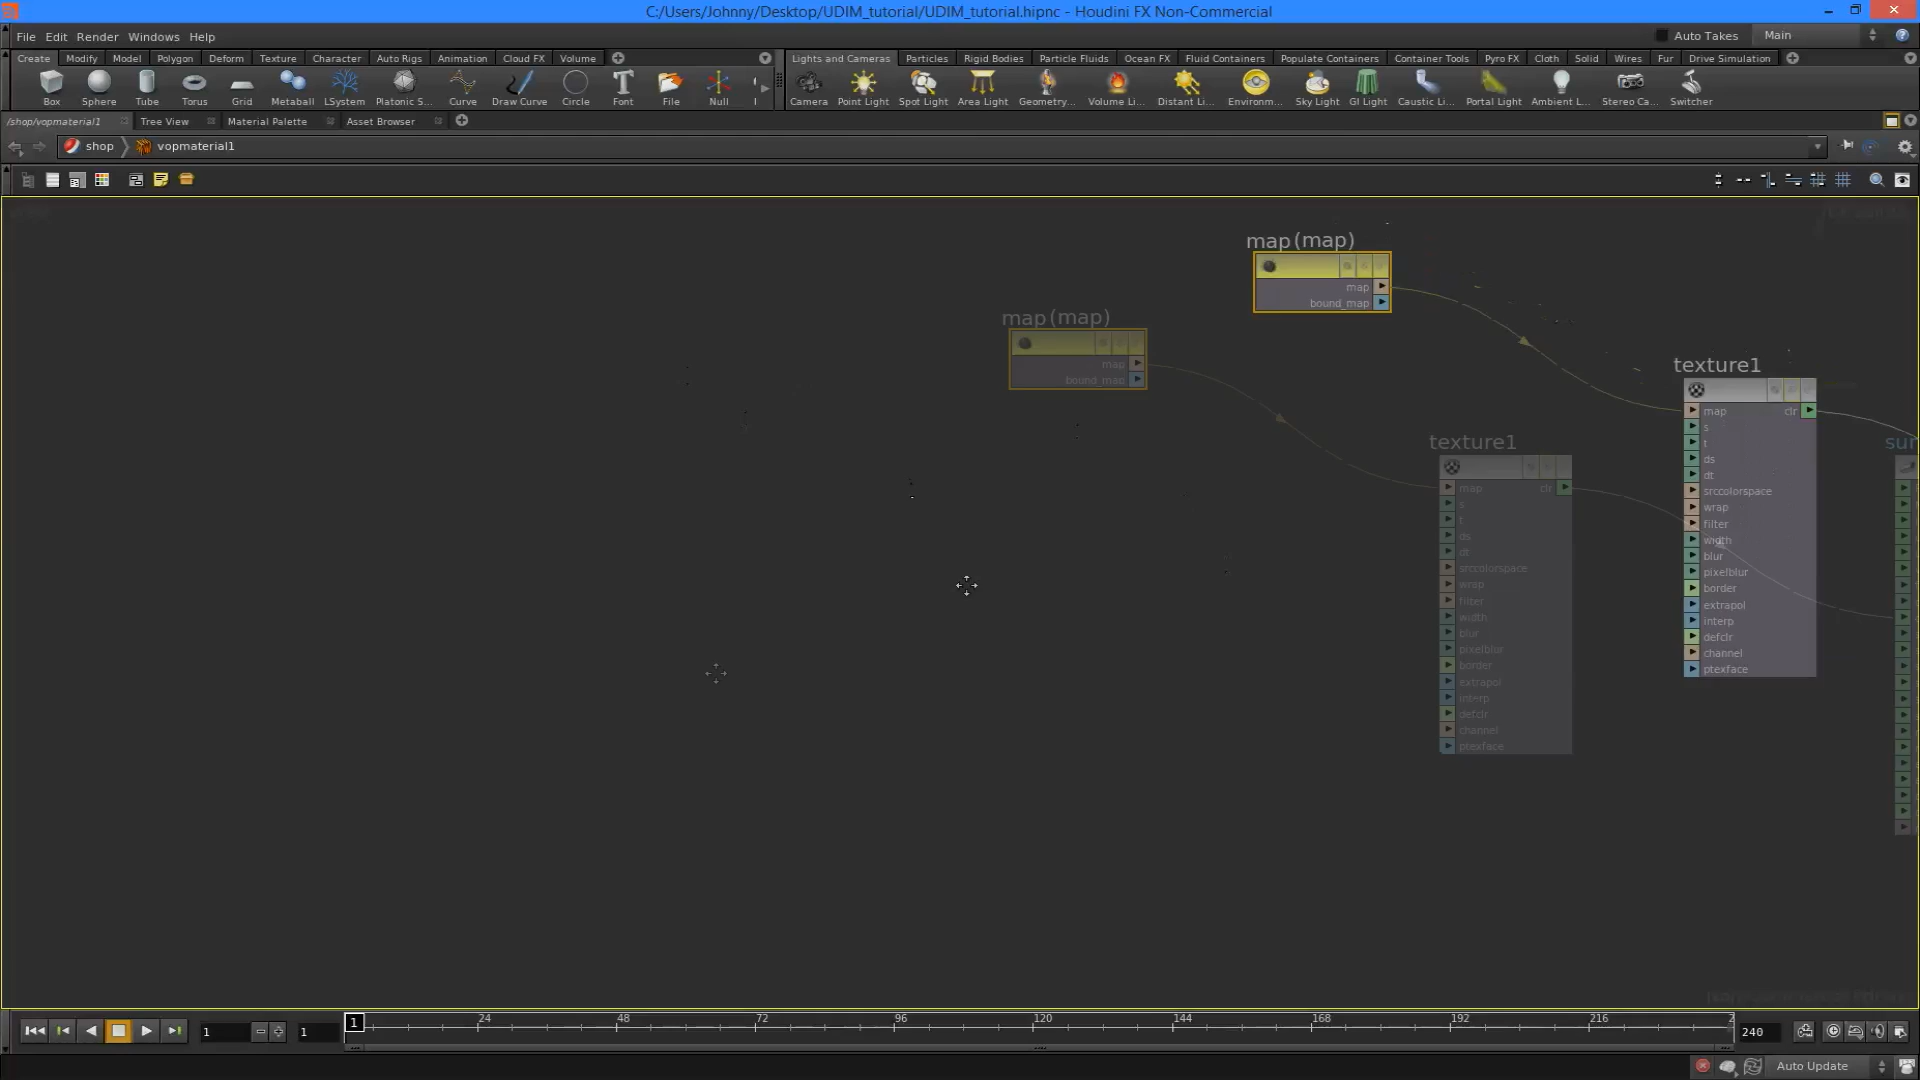 C:/Users/Johnny/Desktop/UDIM_tutorial/UDIM_tutorial.hipnc - Houdini FX Non-Commercial
File Edit Render Windows Help
Auto Takes Main
Create Modify Model Polygon Deform Texture Character Auto Rigs Animation Cloud FX Volume
Lights and Cameras Particles Rigid Bodies Particle Fluids Ocean FX Fluid Containers Populate Containers Container Tools Pyro FX Cloth Solid Wires Fur Drive Simulation
Box Sphere Tube Torus Grid Metaball LSystem Platonic S... Curve Draw Curve Circle Font File Null
Camera Point Light Spot Light Area Light Geometry... Volume Li... Distant Li... Environm... Sky Light GI Light Caustic Li... Portal Light Ambient L... Stereo Ca... Switcher
/shop/vopmaterial1 Tree View Material Palette Asset Browser
shop vopmaterial1
map(map)
map
bound_map
map(map)
map
bound_map
texture1
map clr
s
t
ds
dt
srccolorspace
wrap
filter
width
blur
pixelblur
border
extrapol
interp
defclr
channel
ptexface
texture1
map clr
s
t
ds
dt
srccolorspace
wrap
filter
width
blur
pixelblur
border
extrapol
interp
defclr
channel
ptexface
sur
1 1 1 24 48 72 96 120 144 168 192 216 2 240
Auto Update